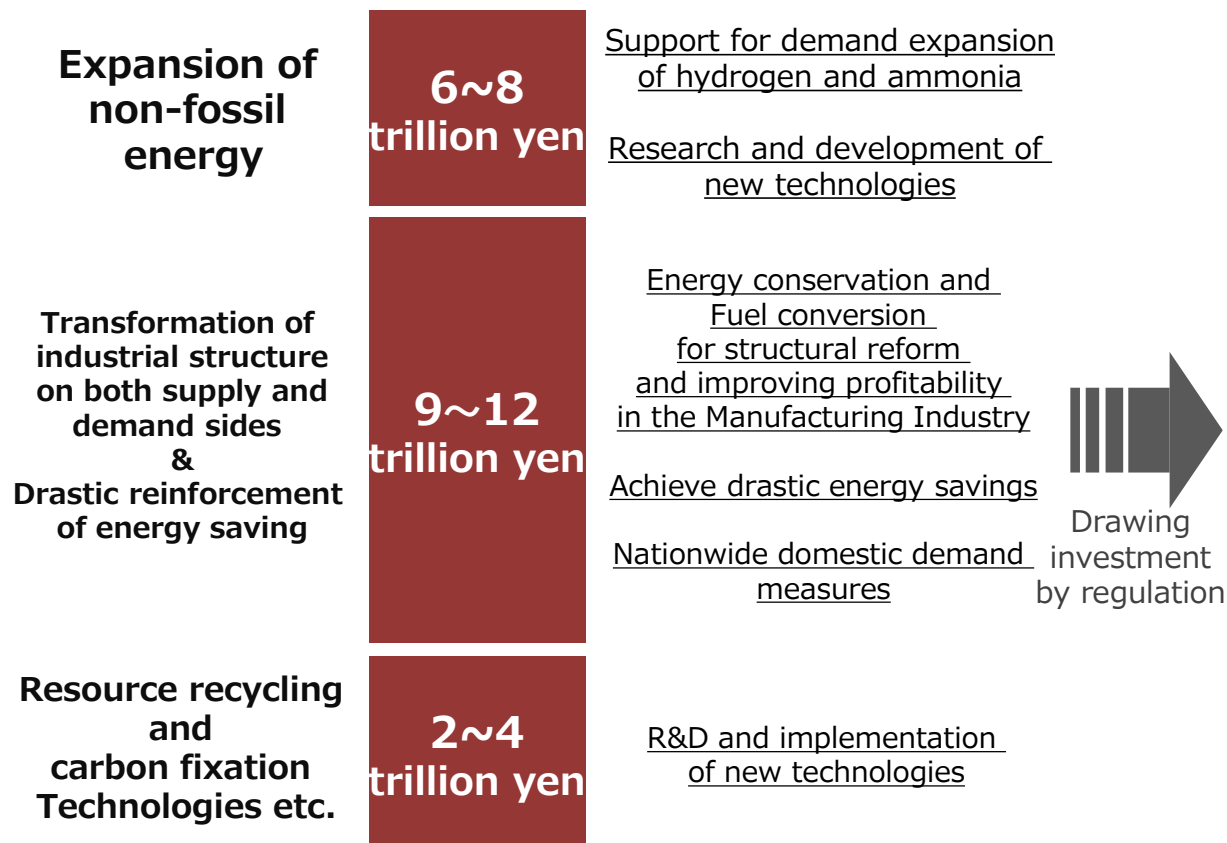 Expansion of
non-fossil
energy
6~8
trillion yen
Support for demand expansion
of hydrogen and ammonia
Research and development of
new technologies
Transformation of
industrial structure
on both supply and
demand sides
&
Drastic reinforcement
of energy saving
9～12
trillion yen
Energy conservation and
Fuel conversion
for structural reform
and improving profitability
in the Manufacturing Industry
Achieve drastic energy savings
Nationwide domestic demand
measures
Drawing
investment
by regulation
Resource recycling
and
carbon fixation
Technologies etc.
2~4
trillion yen
R&D and implementation
of new technologies